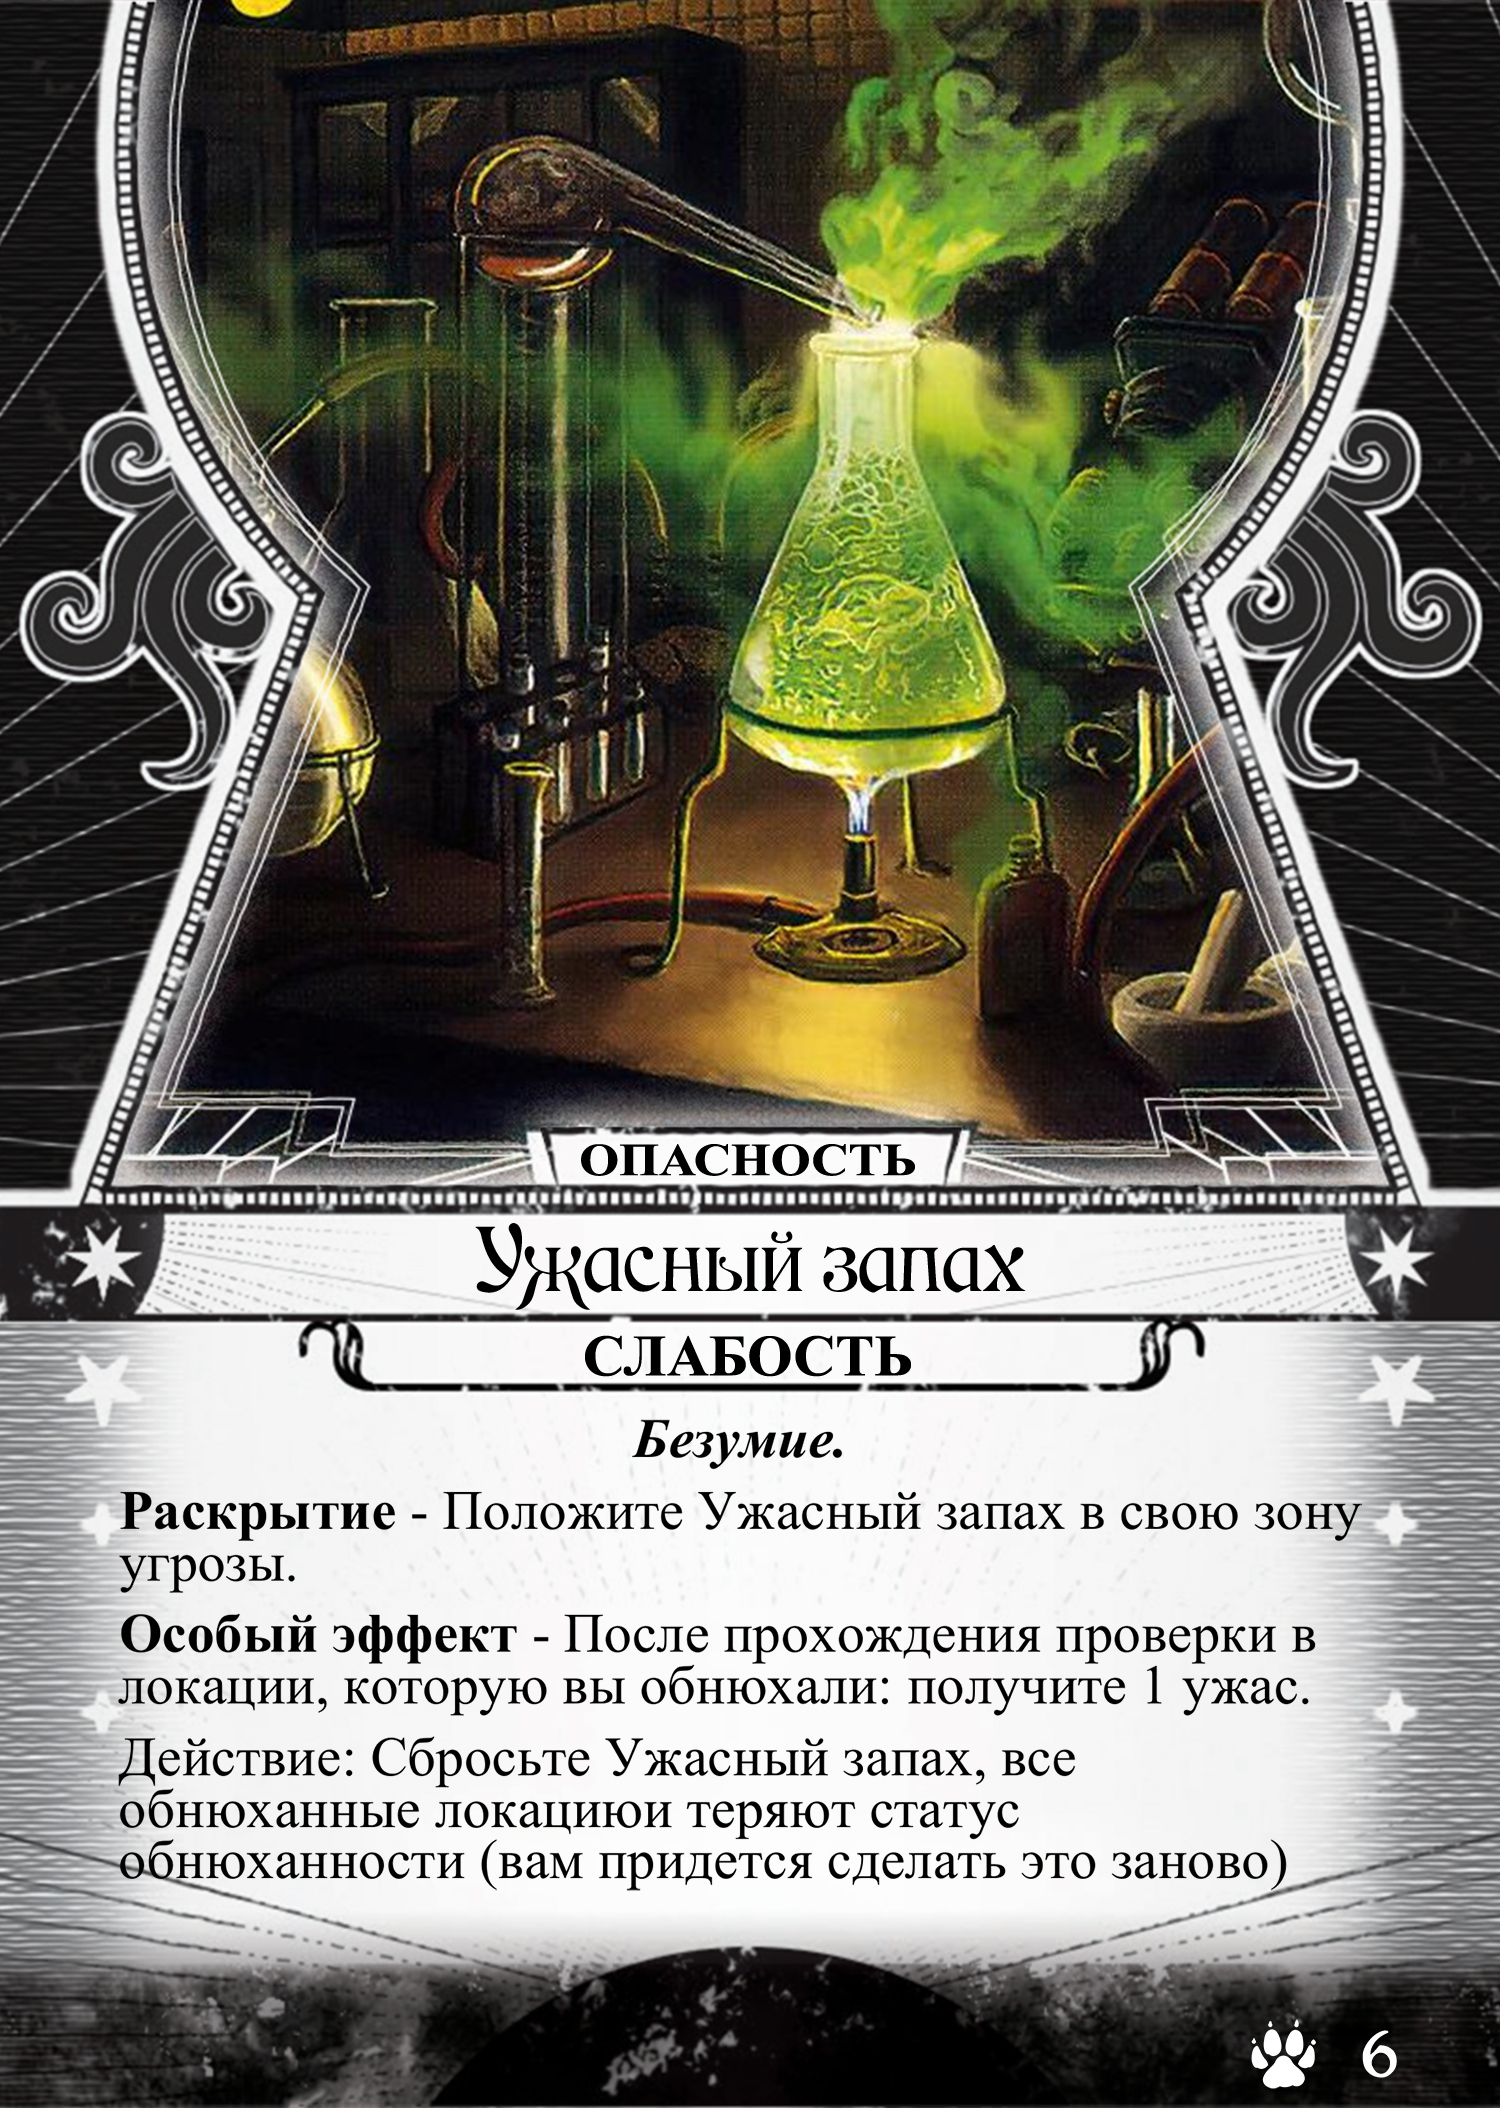 ОПАСНОСТЬ
Ужасный запах
СЛАБОСТЬ
Безумие.
Раскрытие - Положите Ужасный запах в свою зону
угрозы.
Особый эффект - После прохождения проверки в
локации, которую вы обнюхали: получите 1 ужас.
Действие: Сбросьте Ужасный запах, все
обнюханные локациюи теряют статус
обнюханности (вам придется сделать это заново)
6